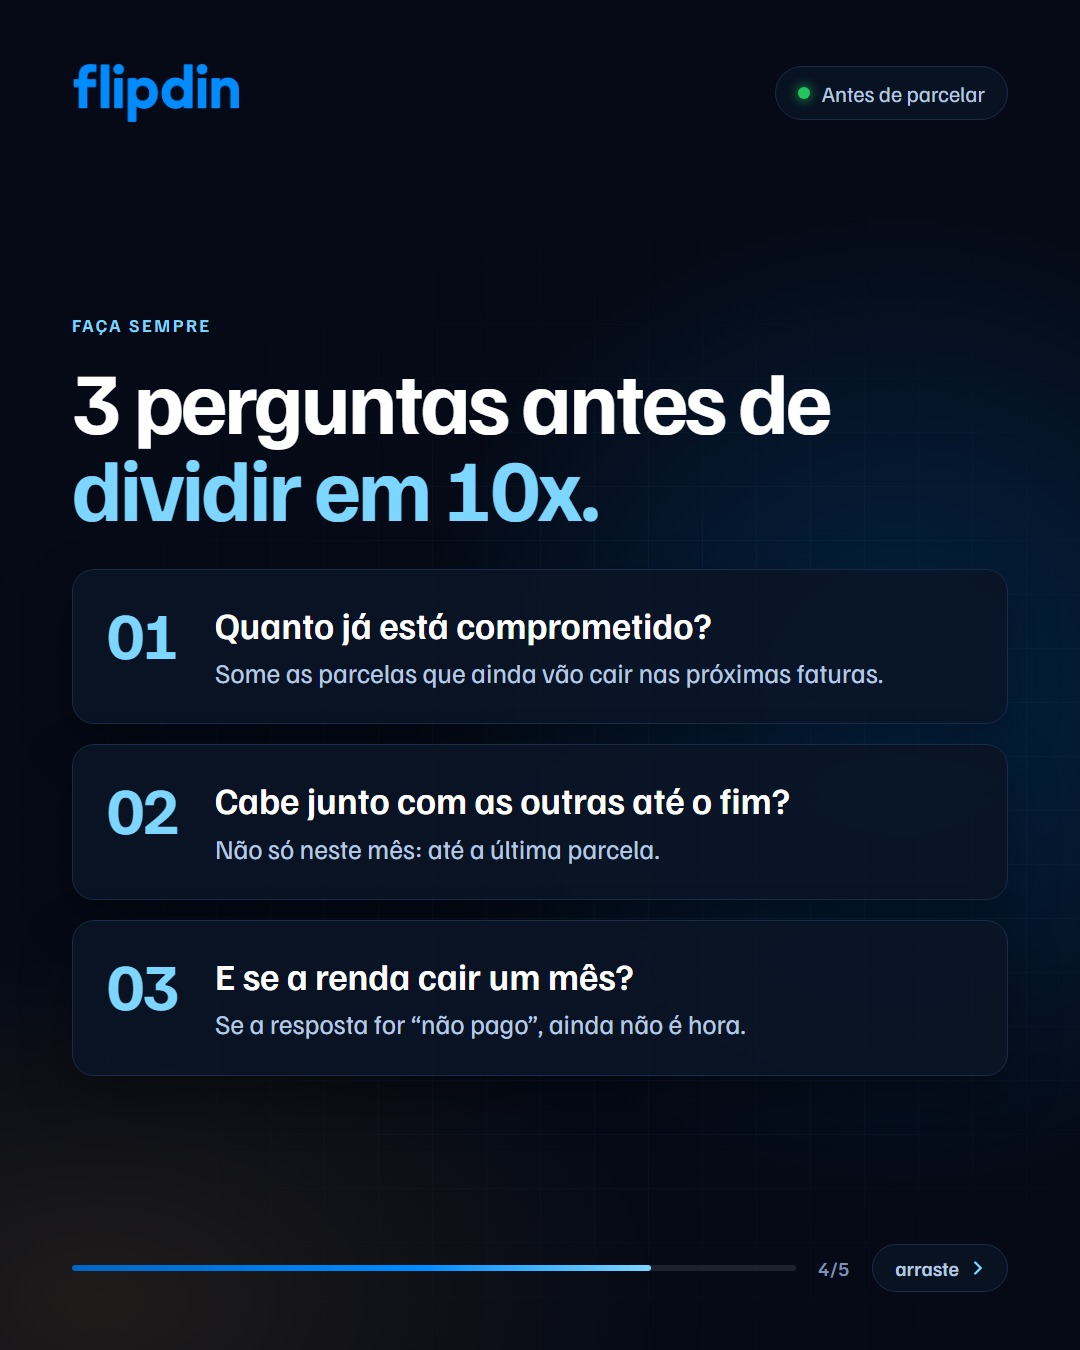 flipdin
Antes de parcelar
FAÇA SEMPRE
3 perguntas antes de
dividir em 10x.
01
Quanto já está comprometido?
Some as parcelas que ainda vão cair nas próximas faturas.
02
Cabe junto com as outras até o fim?
Não só neste mês: até a última parcela.
03
E se a renda cair um mês?
Se a resposta for “não pago”, ainda não é hora.
4/5
arraste